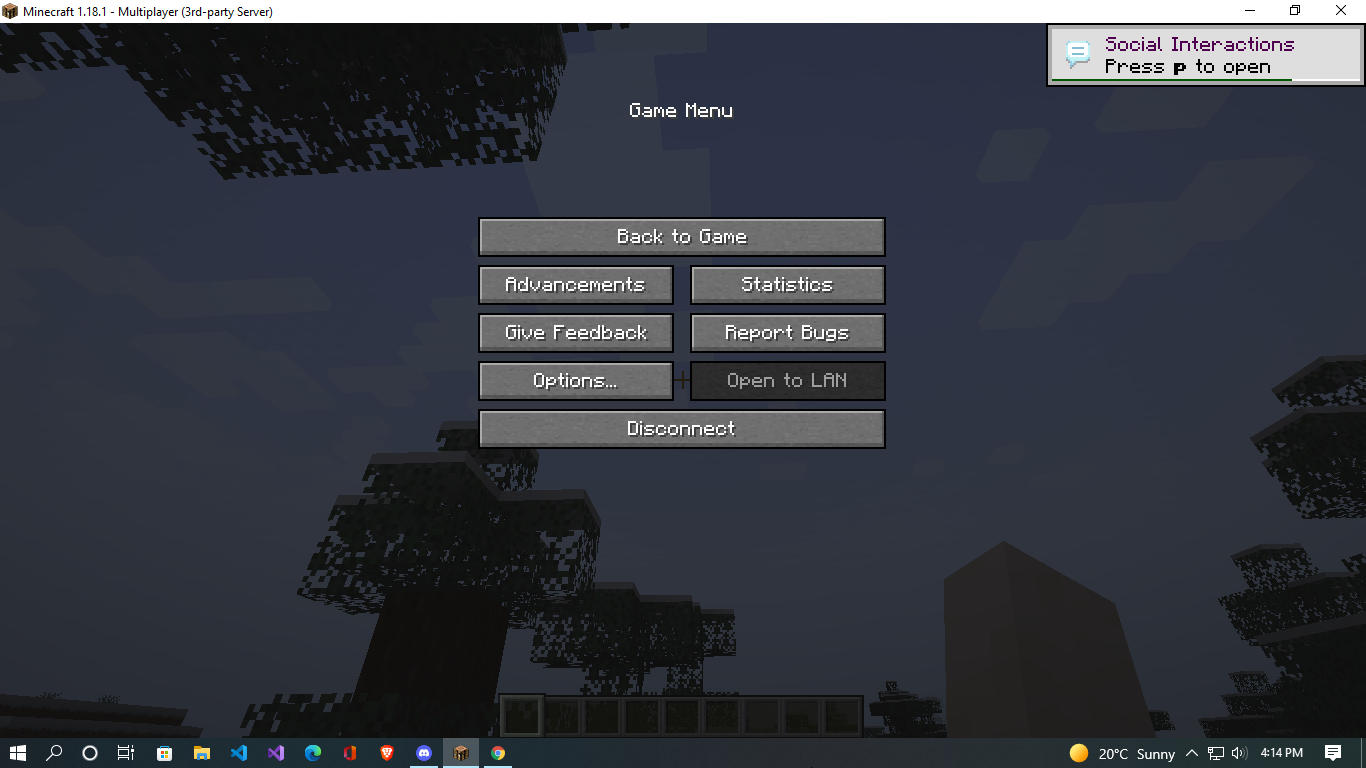 Minecraft 1.18.1 - Multiplayer (3rd-party Server)
Social Interactions
Press P to open
Game Menu
Back to Game
Advancements
Statistics
Give Feedback
Report Bugs
Options...
Open to LAN
Disconnect
20°C Sunny
4:14 PM